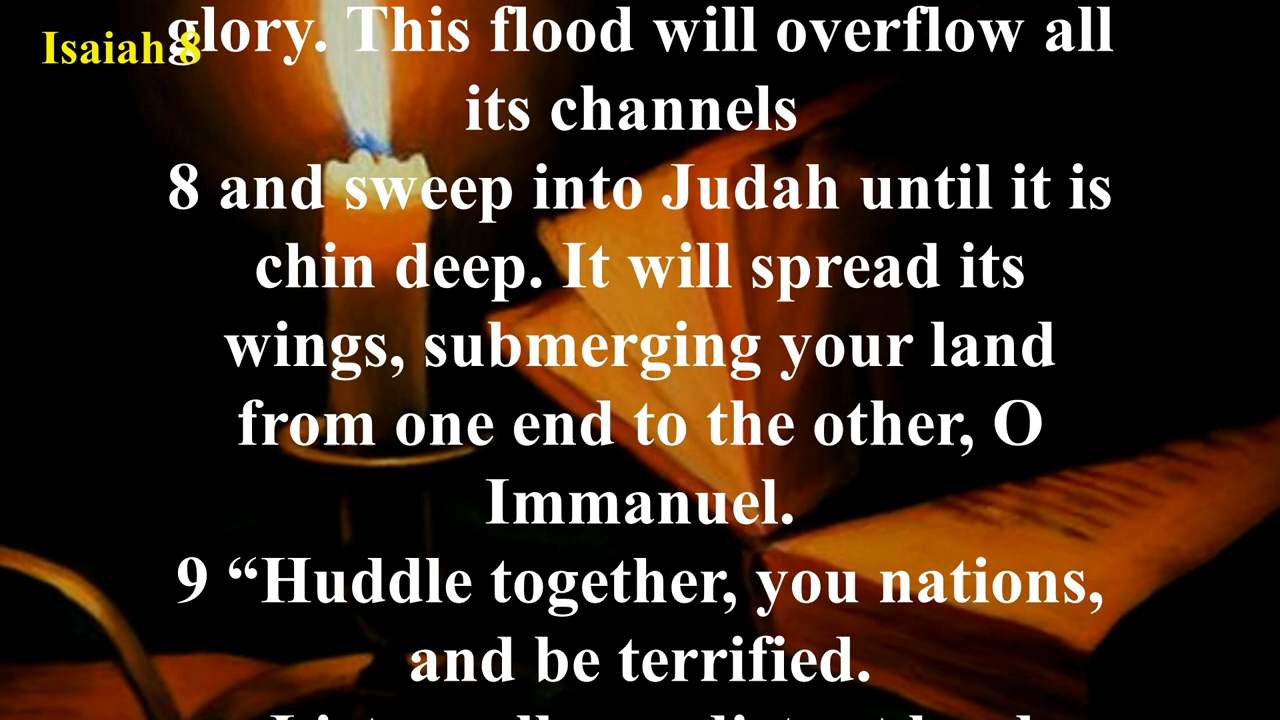 Isaiah 8
glory. This flood will overflow all
its channels
8 and sweep into Judah until it is
chin deep. It will spread its
wings, submerging your land
from one end to the other, O
Immanuel.
9 “Huddle together, you nations,
and be terrified.